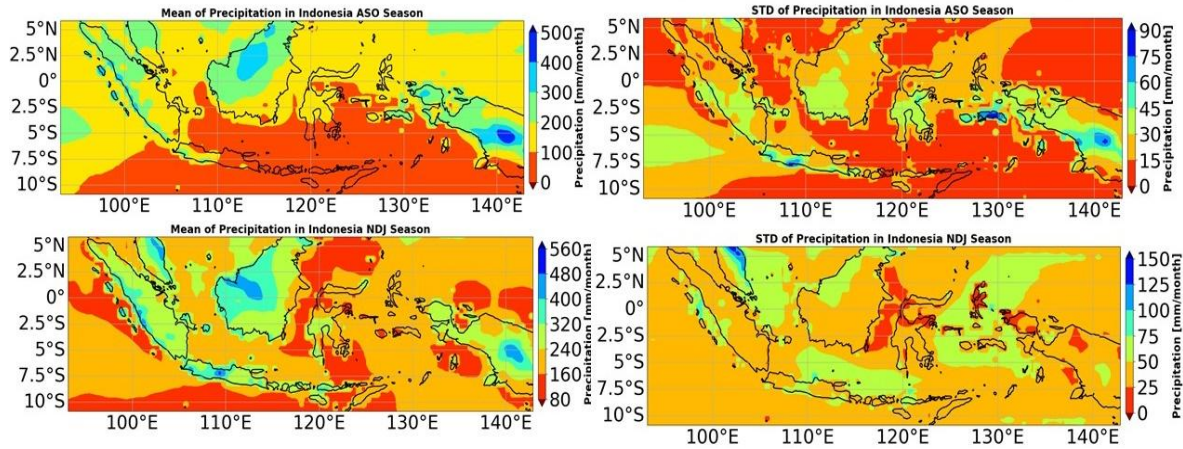 Mean of Precipitation in Indonesia ASO Season
5°N
2.5°N
0°
2.5°S
5°S
7.5°S
10°S
100°E 110°E 120°E 130°E 140°E
500
400
300
200
100
0
Precipitation [mm/month]
STD of Precipitation in Indonesia ASO Season
5°N
2.5°N
0°
2.5°S
5°S
7.5°S
10°S
100°E 110°E 120°E 130°E 140°E
90
75
60
45
30
15
0
Precipitation [mm/month]
Mean of Precipitation in Indonesia NDJ Season
5°N
2.5°N
0°
2.5°S
5°S
7.5°S
10°S
100°E 110°E 120°E 130°E 140°E
560
480
400
320
240
160
80
Precipitation [mm/month]
STD of Precipitation in Indonesia NDJ Season
5°N
2.5°N
0°
2.5°S
5°S
7.5°S
10°S
100°E 110°E 120°E 130°E 140°E
150
125
100
75
50
25
0
Precipitation [mm/month]